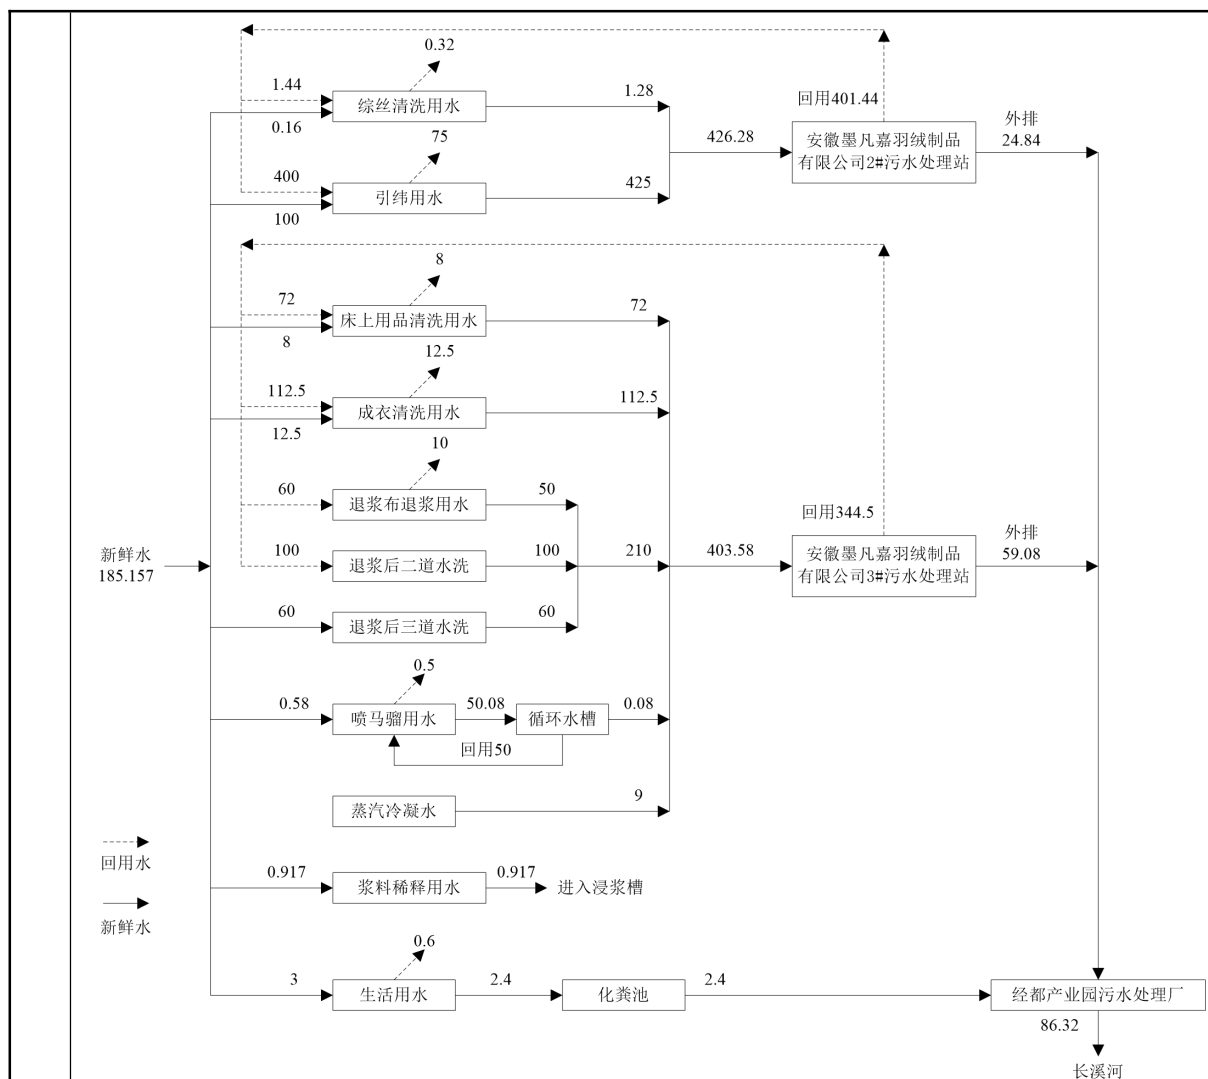 0.32
1.44
综丝清洗用水
1.28
0.16
回用401.44
外排
24.84
426.28
安徽墨凡嘉羽绒制品
有限公司2#污水处理站
75
400
引纬用水
425
100
8
72
床上用品清洗用水
72
8
12.5
112.5
成衣清洗用水
112.5
12.5
10
60
退浆布退浆用水
50
回用344.5
新鲜水
185.157
100
退浆后二道水洗
100
210
403.58
安徽墨凡嘉羽绒制品
有限公司3#污水处理站
外排
59.08
60
退浆后三道水洗
60
0.5
0.58
喷马骝用水
50.08
循环水槽
0.08
回用50
蒸汽冷凝水
9
回用水
0.917
浆料稀释用水
0.917
进入浸浆槽
新鲜水
0.6
3
生活用水
2.4
化粪池
2.4
经都产业园污水处理厂
86.32
长溪河